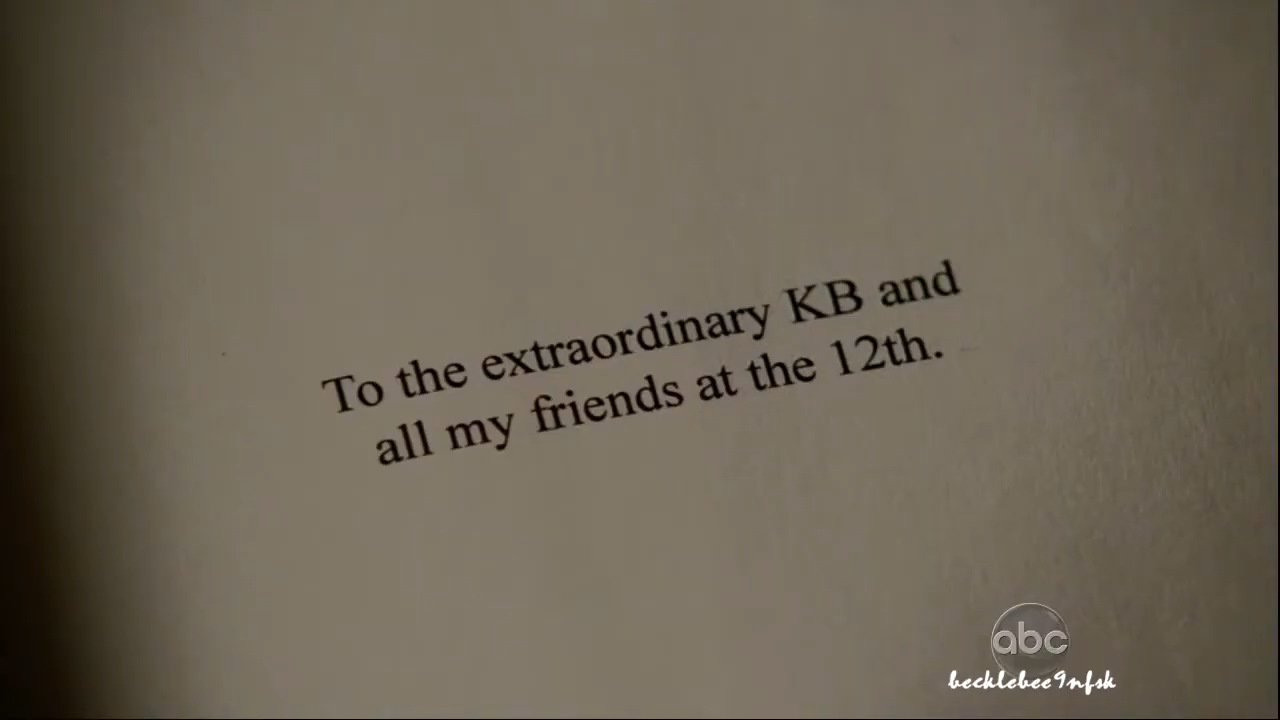 To the extraordinary KB and
all my friends at the 12th.
abc
becklebee9nfsk